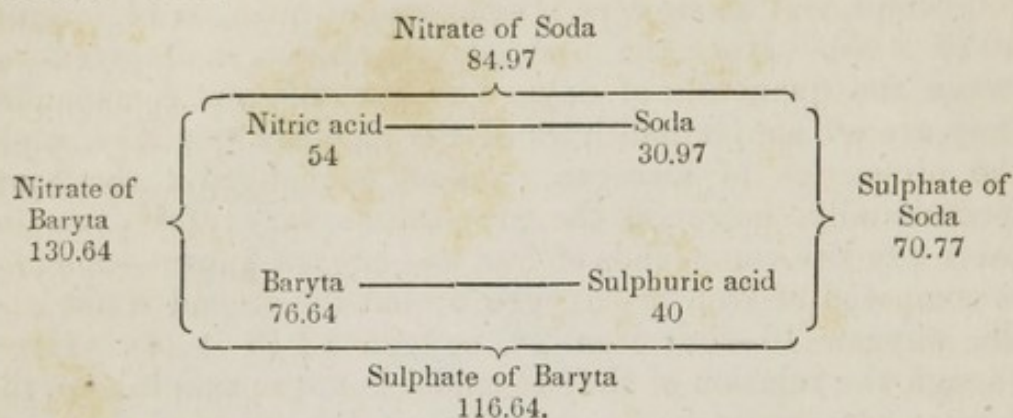 Nitrate of Soda
84.97
Nitric acid Soda
54 30.97
Nitrate of
Baryta
130.64
Sulphate of
Soda
70.77
Baryta Sulphuric acid
76.64 40
Sulphate of Baryta
116.64.